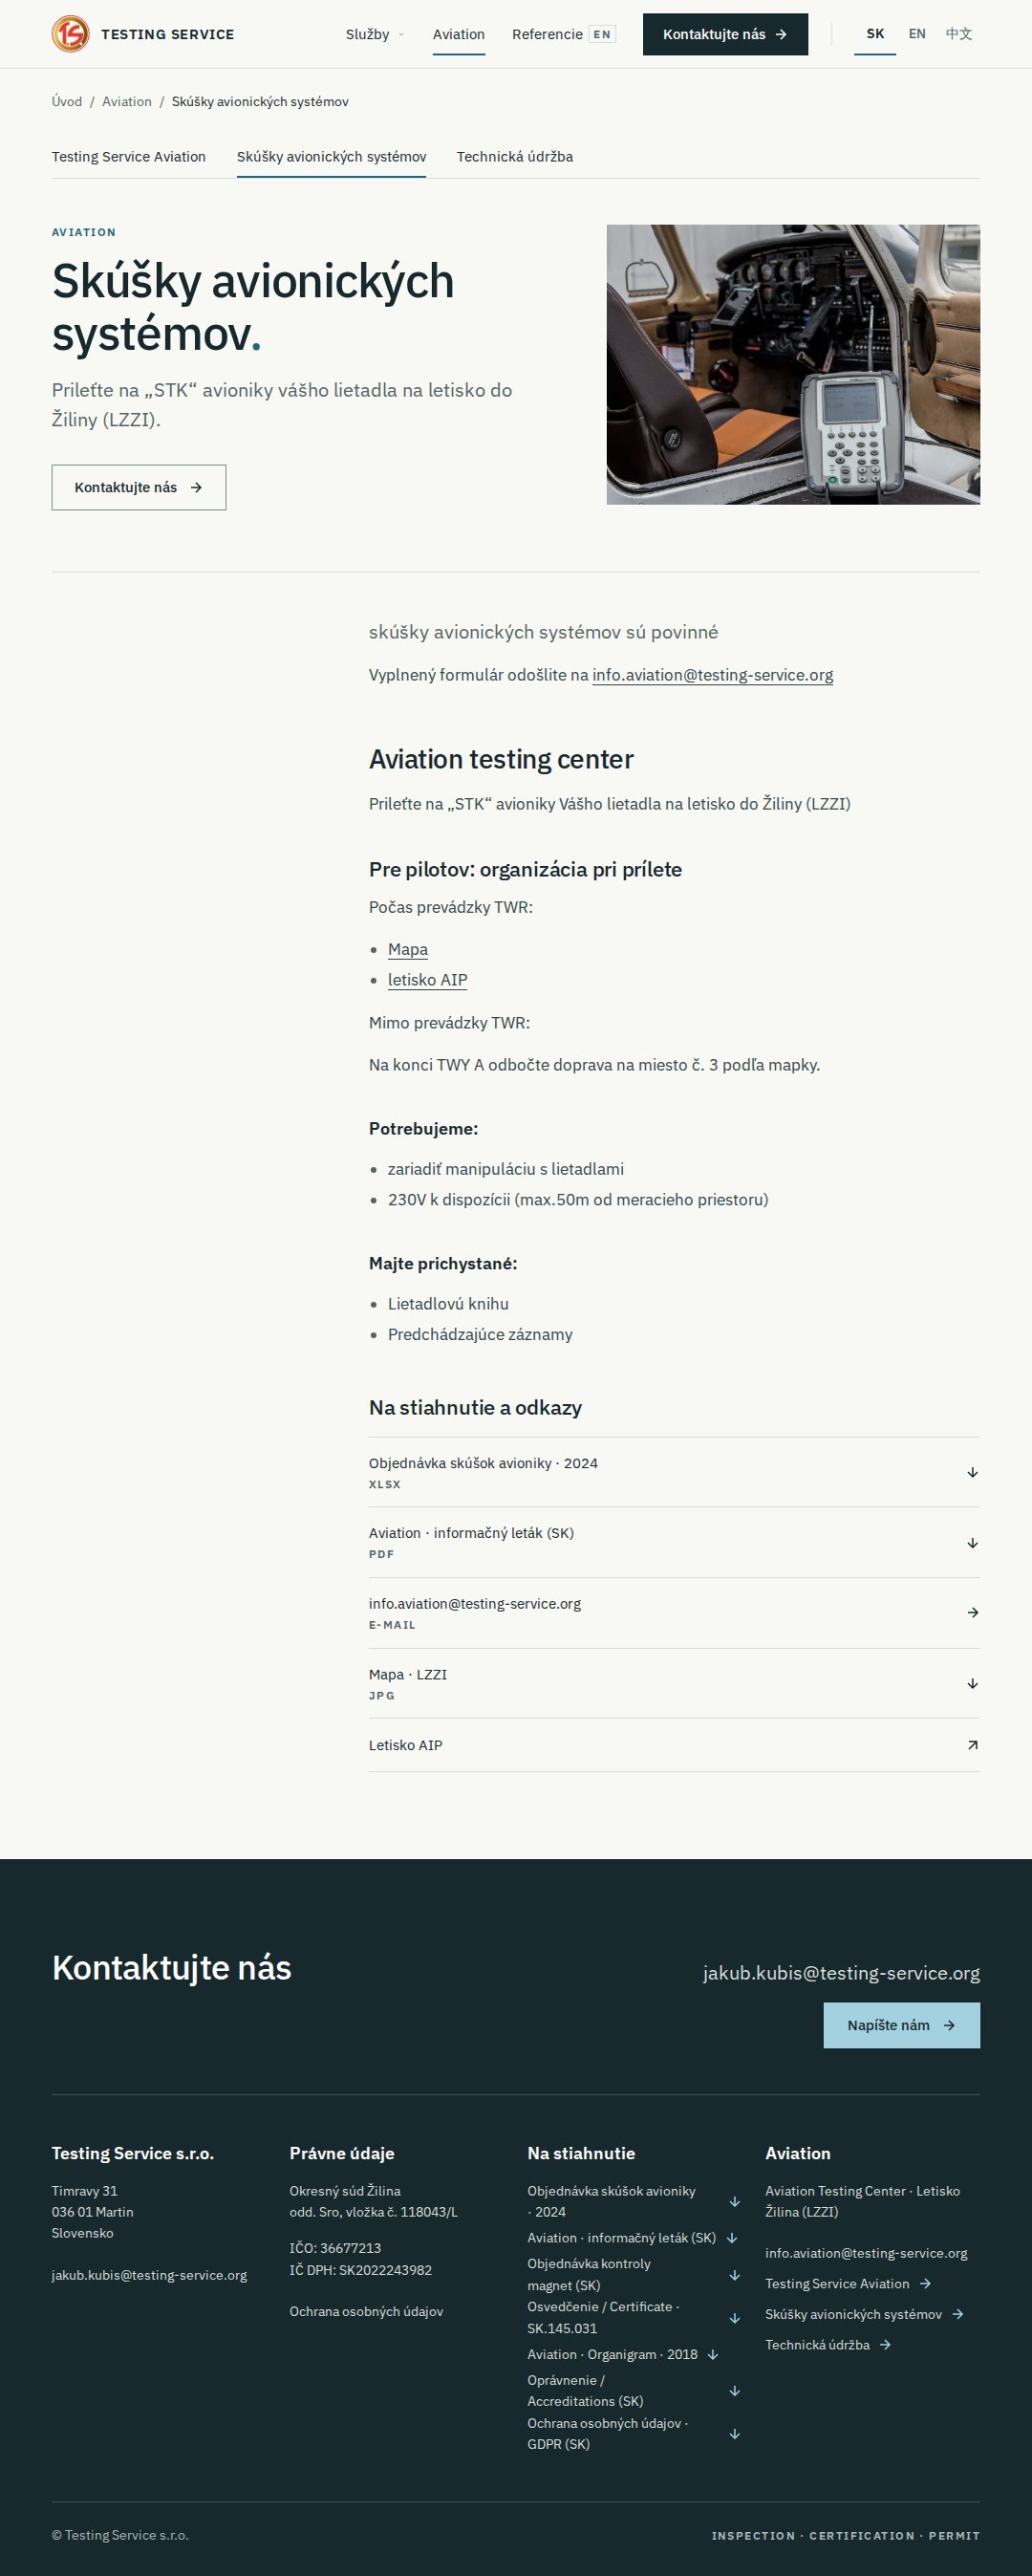 TESTING SERVICE
Služby
Aviation
Referencie EN
Kontaktujte nás →
SK
EN
中文
Úvod / Aviation / Skúšky avionických systémov
Testing Service Aviation
Skúšky avionických systémov
Technická údržba
AVIATION
Skúšky avionických
systémov.
Prileťte na „STK“ avioniky vášho lietadla na letisko do
Žiliny (LZZI).
Kontaktujte nás →
skúšky avionických systémov sú povinné
Vyplnený formulár odošlite na info.aviation@testing-service.org
Aviation testing center
Prileťte na „STK“ avioniky Vášho lietadla na letisko do Žiliny (LZZI)
Pre pilotov: organizácia pri prílete
Počas prevádzky TWR:
• Mapa
• letisko AIP
Mimo prevádzky TWR:
Na konci TWY A odbočte doprava na miesto č. 3 podľa mapky.
Potrebujeme:
• zariadiť manipuláciu s lietadlami
• 230V k dispozícii (max.50m od meracieho priestoru)
Majte prichystané:
• Lietadlovú knihu
• Predchádzajúce záznamy
Na stiahnutie a odkazy
Objednávka skúšok avioniky · 2024
XLSX
Aviation · informačný leták (SK)
PDF
info.aviation@testing-service.org
E-MAIL
Mapa · LZZI
JPG
Letisko AIP
Kontaktujte nás
jakub.kubis@testing-service.org
Napíšte nám →
Testing Service s.r.o.
Timravy 31
036 01 Martin
Slovensko
jakub.kubis@testing-service.org
Právne údaje
Okresný súd Žilina
odd. Sro, vložka č. 118043/L
IČO: 36677213
IČ DPH: SK2022243982
Ochrana osobných údajov
Na stiahnutie
Objednávka skúšok avioniky
· 2024
Aviation · informačný leták (SK)
Objednávka kontroly
magnet (SK)
Osvedčenie / Certificate ·
SK.145.031
Aviation · Organigram · 2018
Oprávnenie /
Accreditations (SK)
Ochrana osobných údajov ·
GDPR (SK)
Aviation
Aviation Testing Center · Letisko
Žilina (LZZI)
info.aviation@testing-service.org
Testing Service Aviation →
Skúšky avionických systémov →
Technická údržba →
© Testing Service s.r.o.
INSPECTION · CERTIFICATION · PERMIT